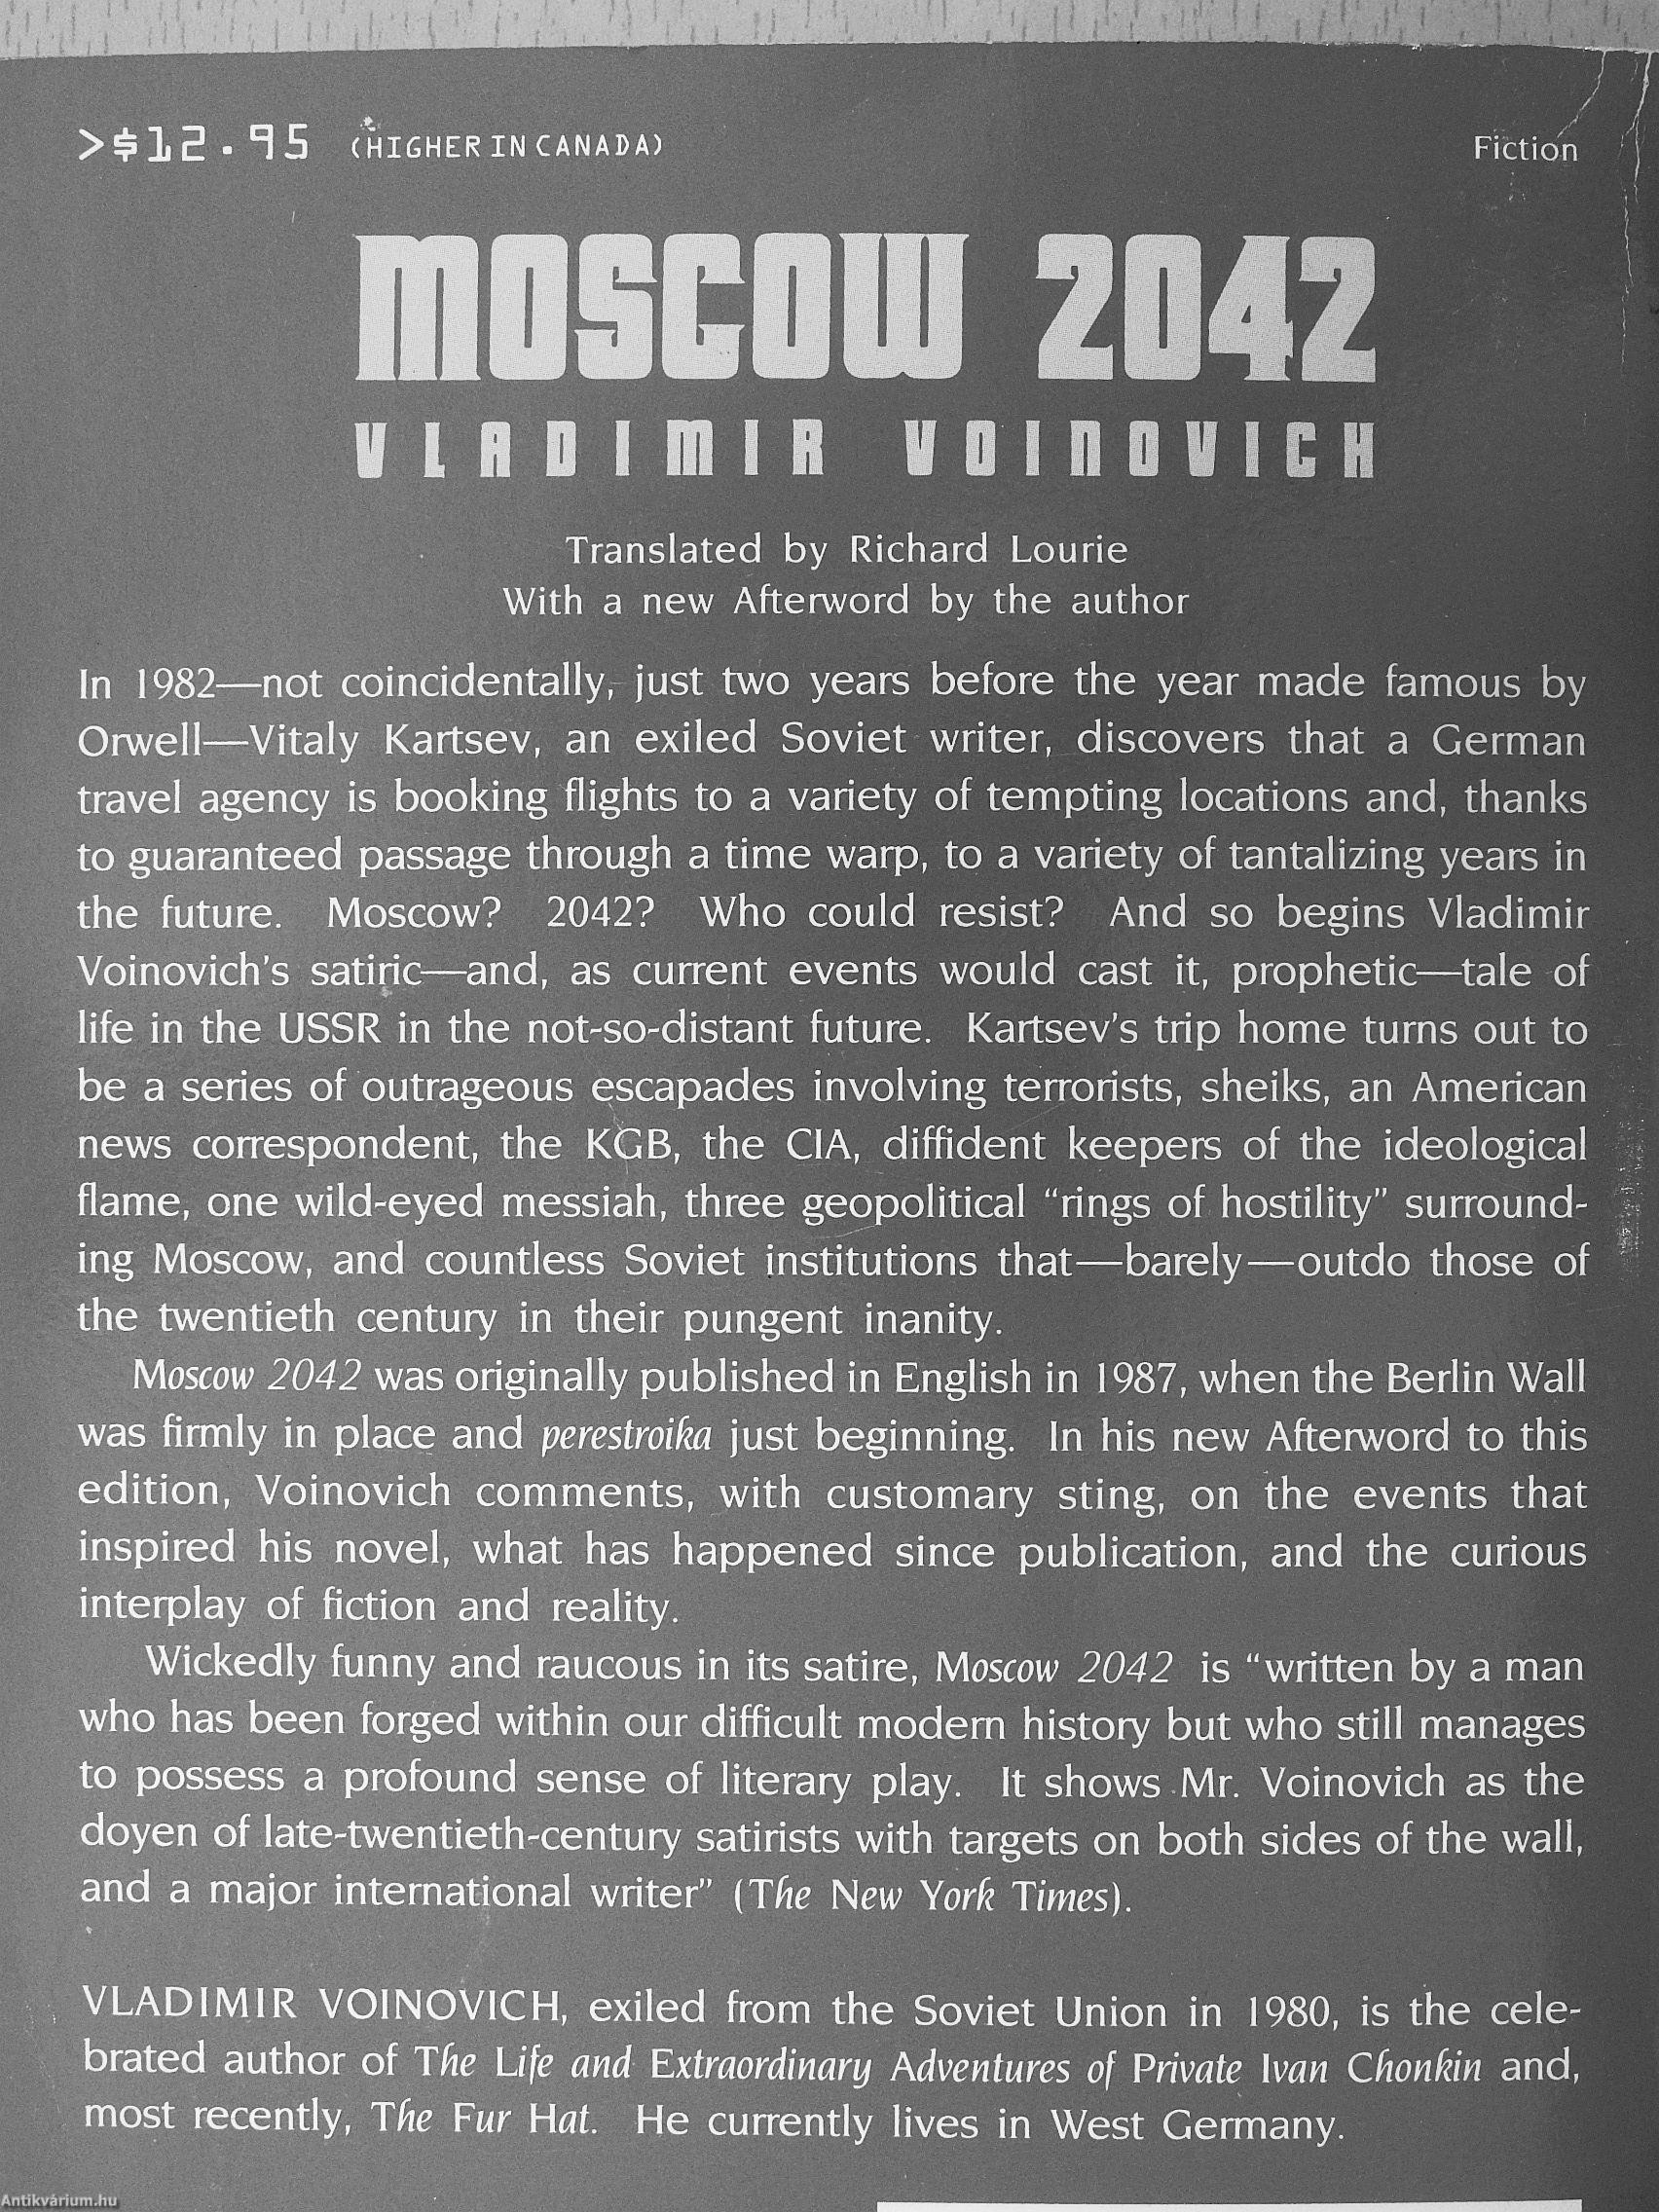 >$12.95 (HIGHER IN CANADA)
Fiction
MOSCOW 2042
VLADIMIR VOINOVICH
Translated by Richard Lourie
With a new Afterword by the author
In 1982—not coincidentally, just two years before the year made famous by
Orwell—Vitaly Kartsev, an exiled Soviet writer, discovers that a German
travel agency is booking flights to a variety of tempting locations and, thanks
to guaranteed passage through a time warp, to a variety of tantalizing years in
the future. Moscow? 2042? Who could resist? And so begins Vladimir
Voinovich's satiric—and, as current events would cast it, prophetic—tale of
life in the USSR in the not-so-distant future. Kartsev's trip home turns out to
be a series of outrageous escapades involving terrorists, sheiks, an American
news correspondent, the KGB, the CIA, diffident keepers of the ideological
flame, one wild-eyed messiah, three geopolitical “rings of hostility” surround-
ing Moscow, and countless Soviet institutions that—barely—outdo those of
the twentieth century in their pungent inanity.
Moscow 2042 was originally published in English in 1987, when the Berlin Wall
was firmly in place and perestroika just beginning. In his new Afterword to this
edition, Voinovich comments, with customary sting, on the events that
inspired his novel, what has happened since publication, and the curious
interplay of fiction and reality.
Wickedly funny and raucous in its satire, Moscow 2042 is “written by a man
who has been forged within our difficult modern history but who still manages
to possess a profound sense of literary play. It shows Mr. Voinovich as the
doyen of late-twentieth-century satirists with targets on both sides of the wall,
and a major international writer” (The New York Times).
VLADIMIR VOINOVICH, exiled from the Soviet Union in 1980, is the cele-
brated author of The Life and Extraordinary Adventures of Private Ivan Chonkin and,
most recently, The Fur Hat. He currently lives in West Germany.
Antikvárium.hu